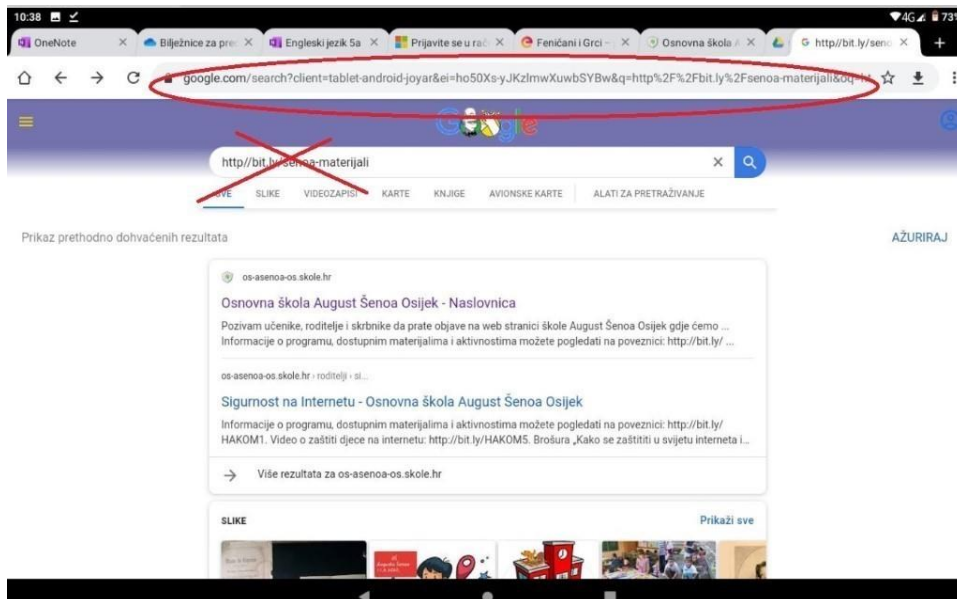 10:38 4G 73%
OneNote Bilježnice za pre Engleski jezik 5a Prijavite se u rač Feničani i Grci – Osnovna škola A http//bit.ly/seno
google.com/search?client=tablet-android-joyar&ei=ho50Xs-yJKzlmwXuwbSYBw&q=http%2F%2Fbit.ly%2Fsenoa-materijali&oq=ht
Google
http//bit.ly/senoa-materijali
SVE SLIKE VIDEOZAPISI KARTE KNJIGE AVIONSKE KARTE ALATI ZA PRETRAŽIVANJE
Prikaz prethodno dohvaćenih rezultata AŽURIRAJ
os-asenoa-os.skole.hr
Osnovna škola August Šenoa Osijek - Naslovnica
Pozivam učenike, roditelje i skrbnike da prate objave na web stranici škole August Šenoa Osijek gdje ćemo ...
Informacije o programu, dostupnim materijalima i aktivnostima možete pogledati na poveznici: http://bit.ly/ ...
os-asenoa-os.skole.hr › roditelji › si...
Sigurnost na Internetu - Osnovna škola August Šenoa Osijek
Informacije o programu, dostupnim materijalima i aktivnostima možete pogledati na poveznici: http://bit.ly/
HAKOM1. Video o zaštiti djece na internetu: http://bit.ly/HAKOM5. Brošura „Kako se zaštititi u svijetu interneta i...
Više rezultata za os-asenoa-os.skole.hr
SLIKE Prikaži sve